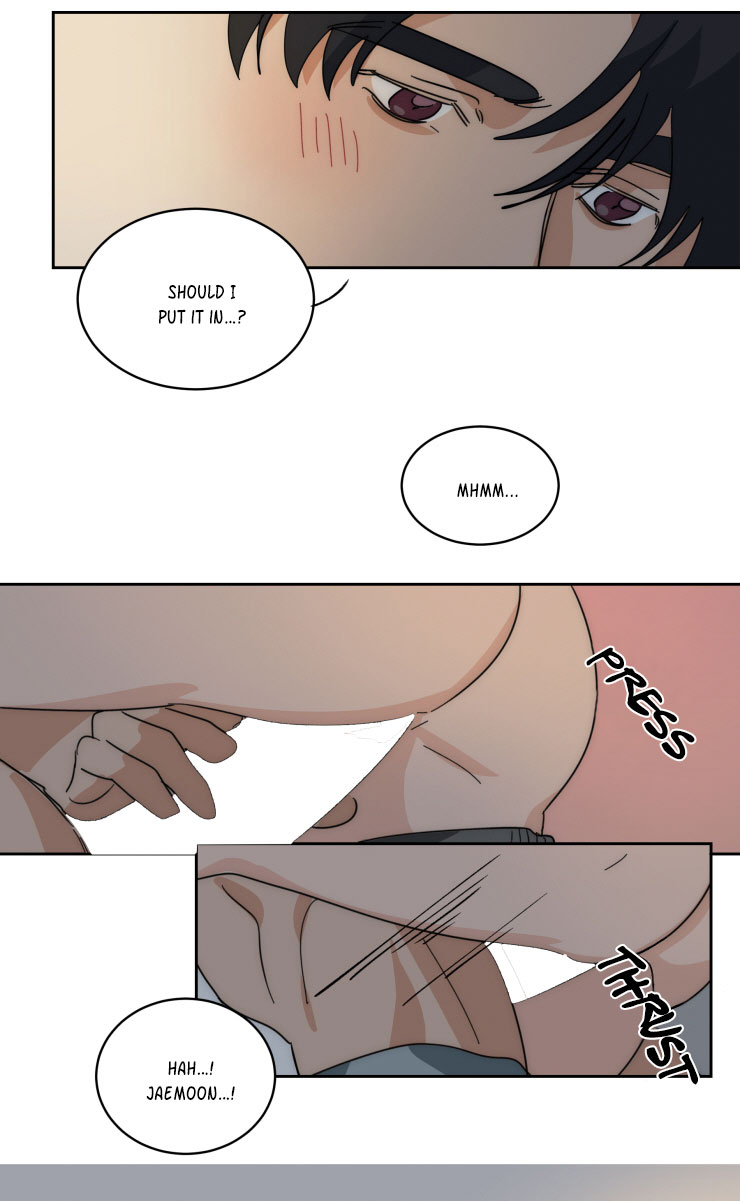 SHOULD I
PUT IT IN...?
MHMM...
PRESS
THRUST
HAH...!
JAEMOON...!